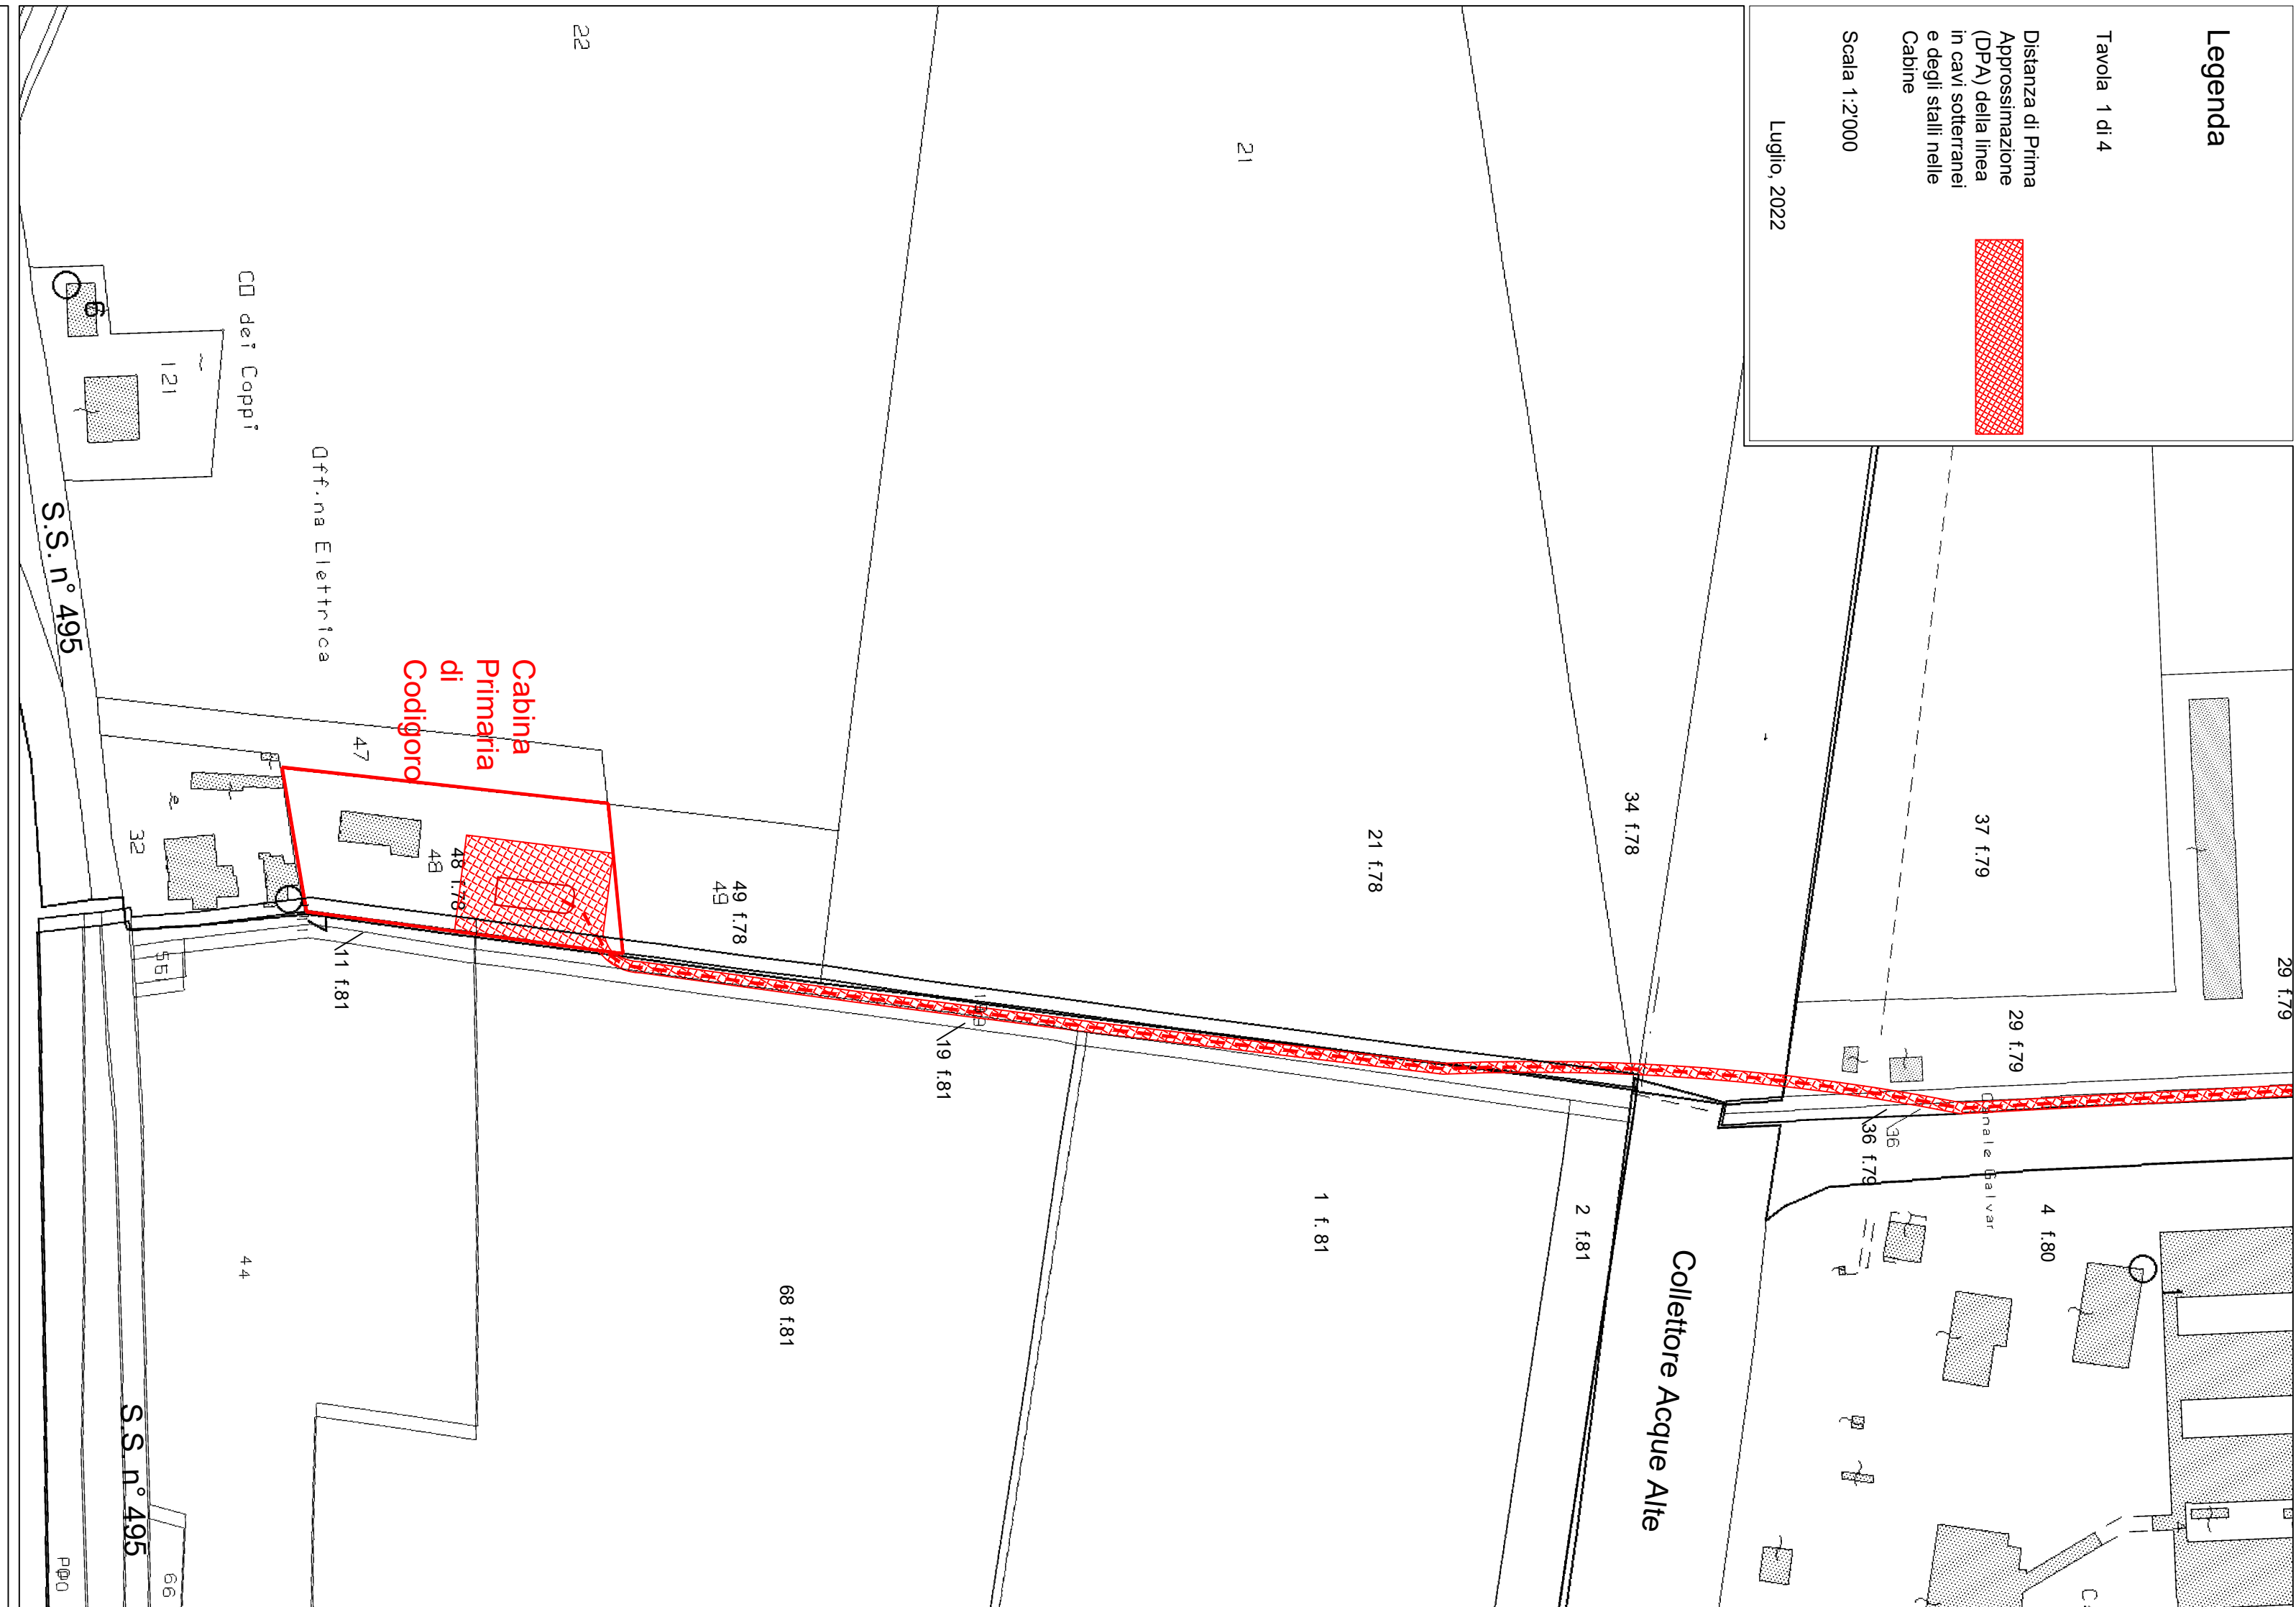 Legenda
Tavola 1 di 4
Distanza di Prima
Approssimazione
(DPA) della linea
in cavi sotterranei
e degli stalli nelle
Cabine
Scala 1:2'000
Luglio, 2022
29 f.79
37 f.79
29 f.79
4 f.80
36 f.79
36
34 f.78
Collettore Acque Alte
2 f.81
21 f.78
1 f. 81
21
19 f.81
49 f.78
49
68 f.81
22
Cabina
Primaria
di
Codigoro
48 f.78
48
47
11 f.81
Off.na Elettrica
CO dei Coppi
44
121
6
32
55
66
S.S. n° 495
S.S. n° 495